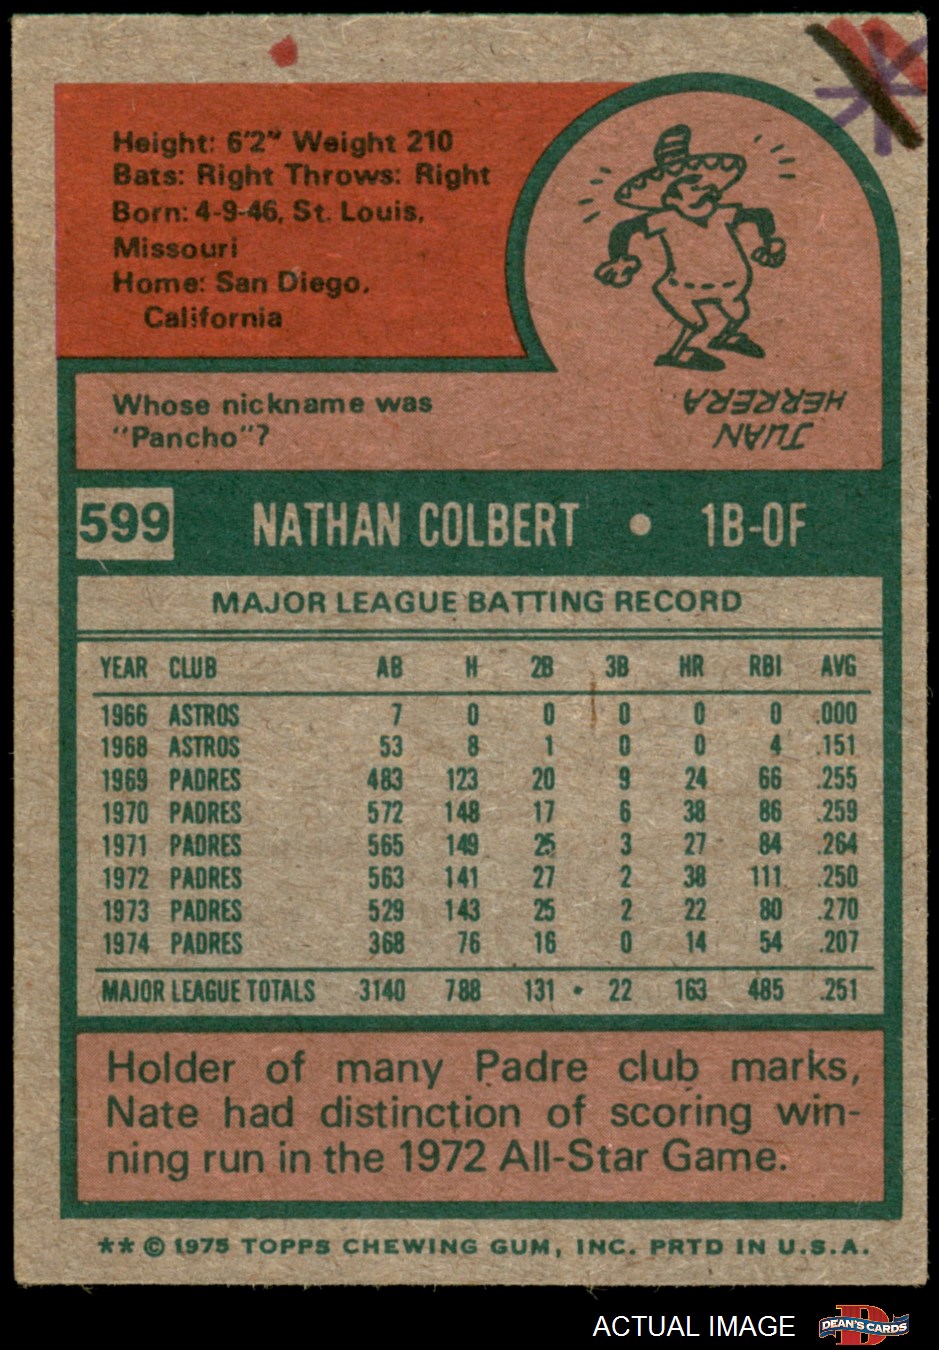 Height: 6'2" Weight 210
Bats: Right Throws: Right
Born: 4-9-46, St. Louis,
Missouri
Home: San Diego,
California
Whose nickname was
"Pancho"?
JUAN
HERRERA
599 NATHAN COLBERT • 1B-OF
MAJOR LEAGUE BATTING RECORD
YEAR CLUB AB H 2B 3B HR RBI AVG
1966 ASTROS 7 0 0 0 0 0 .000
1968 ASTROS 53 8 1 0 0 4 .151
1969 PADRES 483 123 20 9 24 66 .255
1970 PADRES 572 148 17 6 38 86 .259
1971 PADRES 565 149 25 3 27 84 .264
1972 PADRES 563 141 27 2 38 111 .250
1973 PADRES 529 143 25 2 22 80 .270
1974 PADRES 368 76 16 0 14 54 .207
MAJOR LEAGUE TOTALS 3140 788 131 • 22 163 485 .251
Holder of many Padre club marks,
Nate had distinction of scoring win-
ning run in the 1972 All-Star Game.
** © 1975 TOPPS CHEWING GUM, INC. PRTD IN U.S.A.
ACTUAL IMAGE
D
DEAN'S CARDS